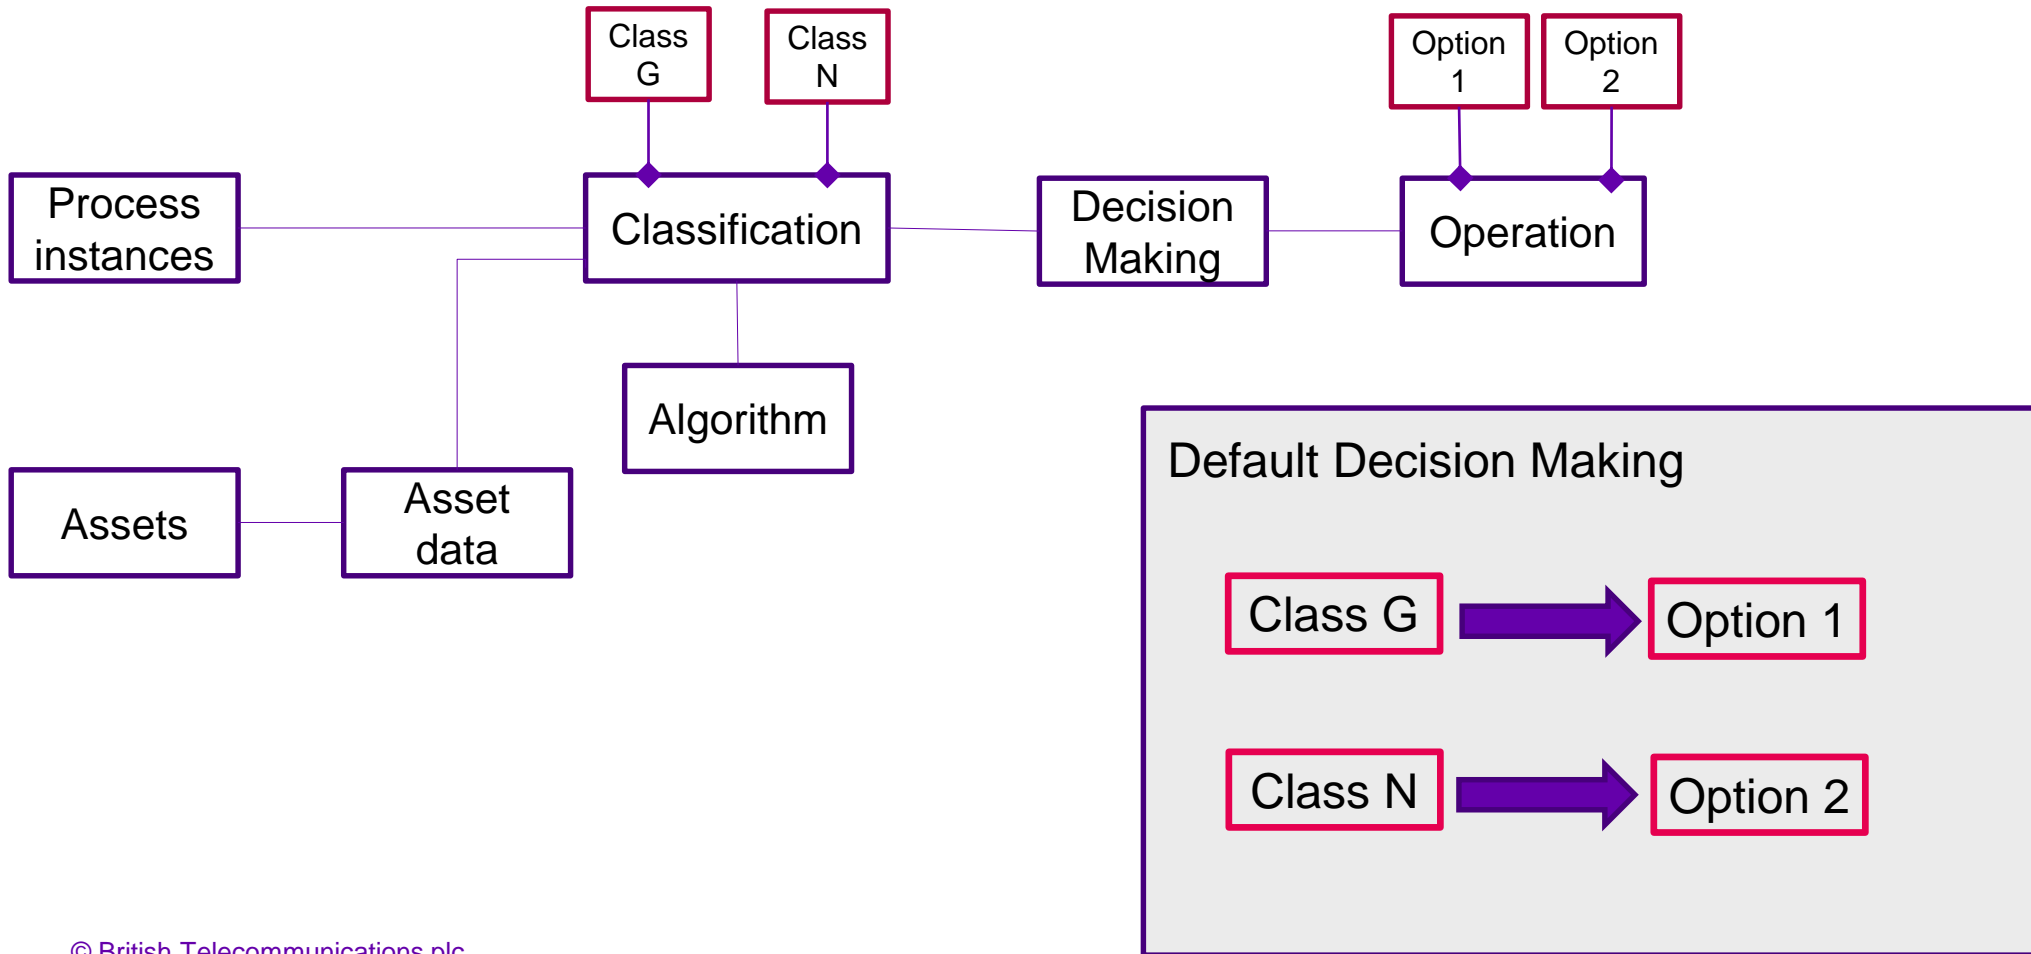 Class
G
Class
N
Option
1
Option
2
Process
instances
Classification
Decision
Making
Operation
Algorithm
Assets
Asset
data
Default Decision Making
Class G
Option 1
Class N
Option 2
© British Telecommunications plc